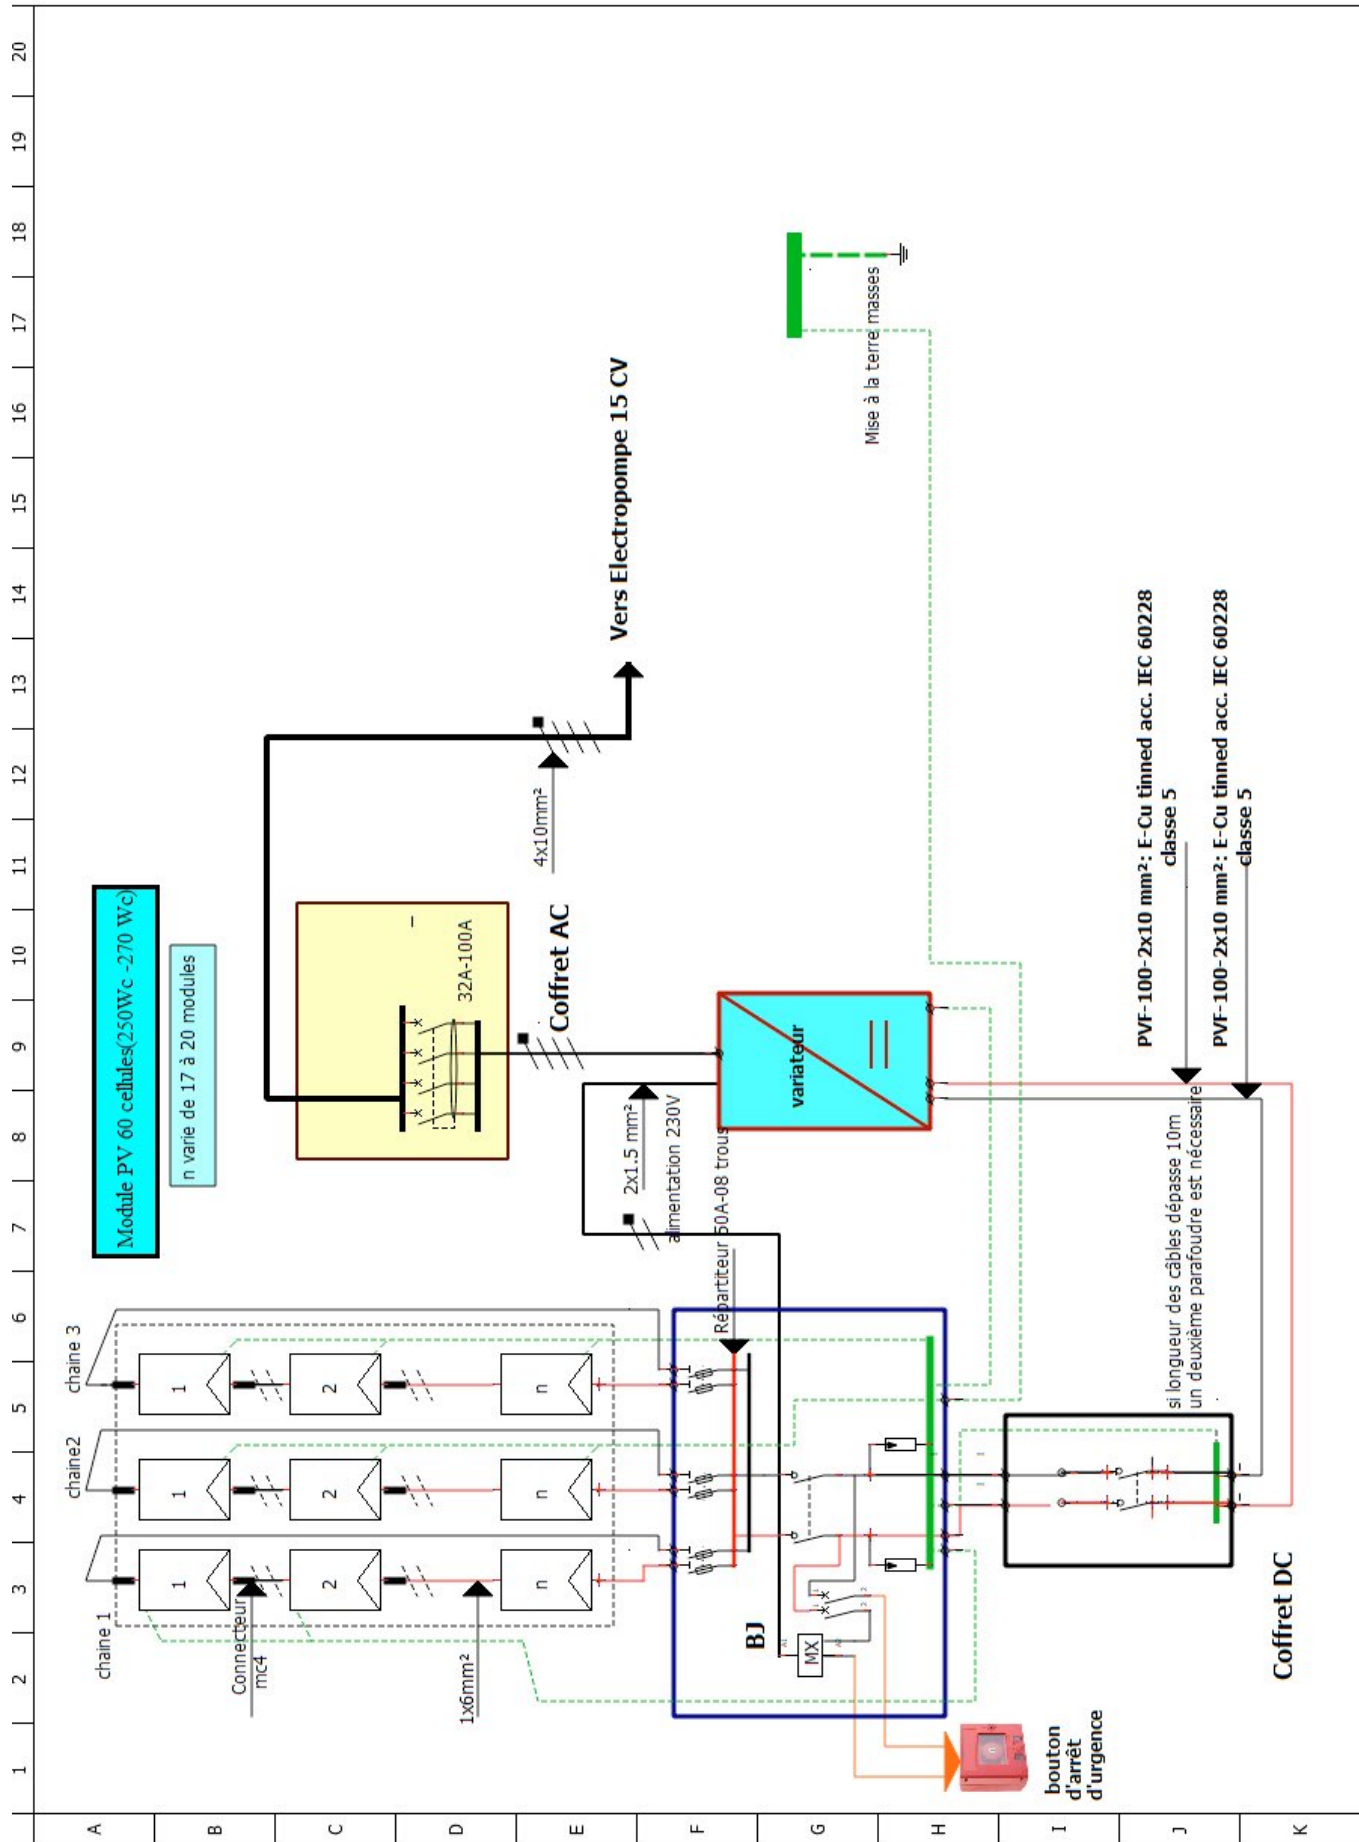 1 2 3 4 5 6 7 8 9 10 11 12 13 14 15 16 17 18 19 20
A
B
C
D
E
F
G
H
I
J
K
Module PV 60 cellules(250Wc -270 Wc)
n varie de 17 à 20 modules
chaine 1
chaine2
chaine 3
1
1
1
2
2
2
n
n
n
Connecteur
mc4
1x6mm²
32A-100A
Coffret AC
4x10mm²
Vers Electropompe 15 CV
2x1.5 mm²
alimentation 230V
Répartiteur 50A-08 trous
BJ
MX
variateur
Mise à la terre masses
bouton
d'arrêt
d'urgence
si longueur des câbles dépasse 10m
un deuxième parafoudre est nécessaire
PVF-100-2x10 mm²: E-Cu tinned acc. IEC 60228
classe 5
PVF-100-2x10 mm²: E-Cu tinned acc. IEC 60228
classe 5
Coffret DC